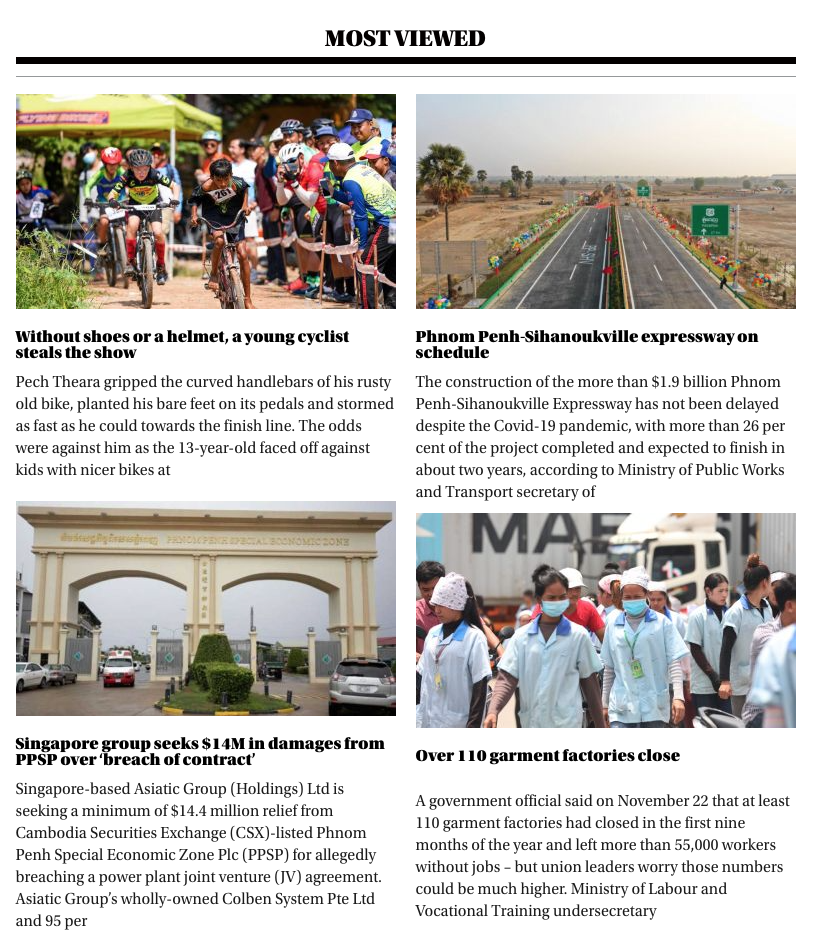 MOST VIEWED
FLYING BIKES
261
Without shoes or a helmet, a young cyclist
steals the show
Pech Theara gripped the curved handlebars of his rusty
old bike, planted his bare feet on its pedals and stormed
as fast as he could towards the finish line. The odds
were against him as the 13-year-old faced off against
kids with nicer bikes at
Phnom Penh-Sihanoukville expressway on
schedule
The construction of the more than $1.9 billion Phnom
Penh-Sihanoukville Expressway has not been delayed
despite the Covid-19 pandemic, with more than 26 per
cent of the project completed and expected to finish in
about two years, according to Ministry of Public Works
and Transport secretary of
PHNOM PENH SPECIAL ECONOMIC ZONE
Singapore group seeks $14M in damages from
PPSP over ‘breach of contract’
Singapore-based Asiatic Group (Holdings) Ltd is
seeking a minimum of $14.4 million relief from
Cambodia Securities Exchange (CSX)-listed Phnom
Penh Special Economic Zone Plc (PPSP) for allegedly
breaching a power plant joint venture (JV) agreement.
Asiatic Group’s wholly-owned Colben System Pte Ltd
and 95 per
MAE SK
Over 110 garment factories close
A government official said on November 22 that at least
110 garment factories had closed in the first nine
months of the year and left more than 55,000 workers
without jobs – but union leaders worry those numbers
could be much higher. Ministry of Labour and
Vocational Training undersecretary